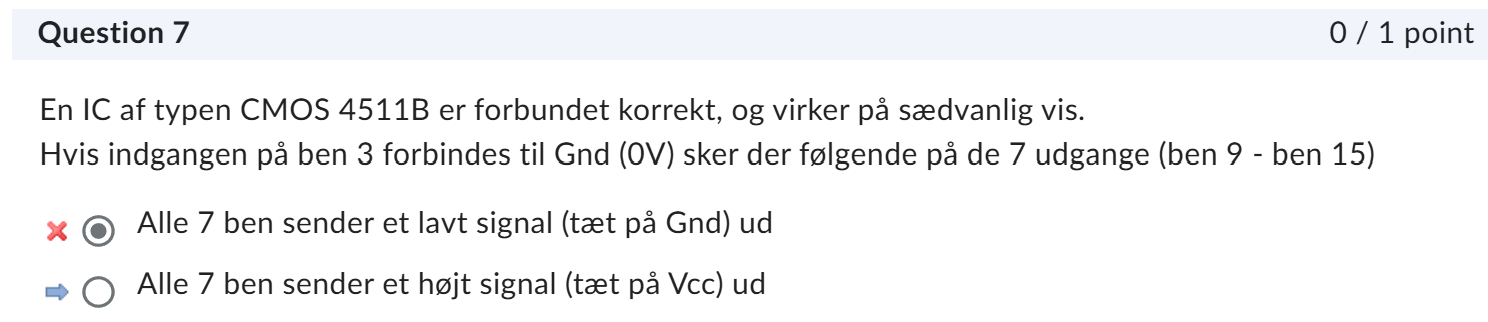 Question 7
0 / 1 point
En IC af typen CMOS 4511B er forbundet korrekt, og virker på sædvanlig vis.
Hvis indgangen på ben 3 forbindes til Gnd (0V) sker der følgende på de 7 udgange (ben 9 - ben 15)
Alle 7 ben sender et lavt signal (tæt på Gnd) ud
Alle 7 ben sender et højt signal (tæt på Vcc) ud